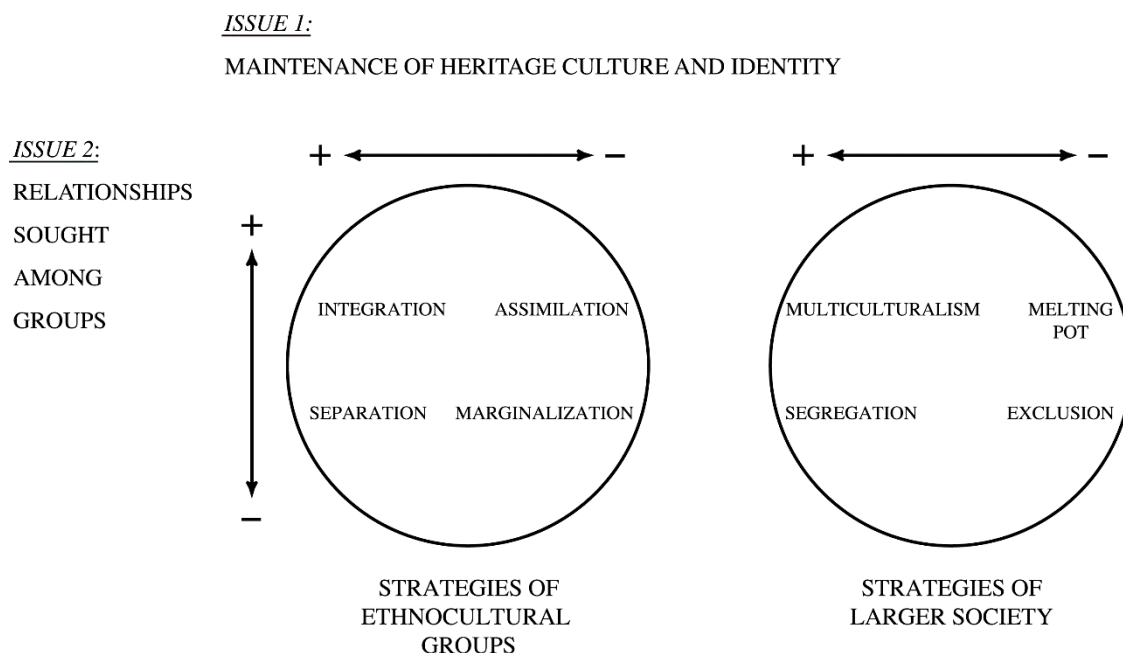 ISSUE 1:
MAINTENANCE OF HERITAGE CULTURE AND IDENTITY
ISSUE 2:
RELATIONSHIPS
SOUGHT
AMONG
GROUPS
+ −
+ −
+
−
INTEGRATION ASSIMILATION
SEPARATION MARGINALIZATION
MULTICULTURALISM MELTING
POT
SEGREGATION EXCLUSION
STRATEGIES OF
ETHNOCULTURAL
GROUPS
STRATEGIES OF
LARGER SOCIETY